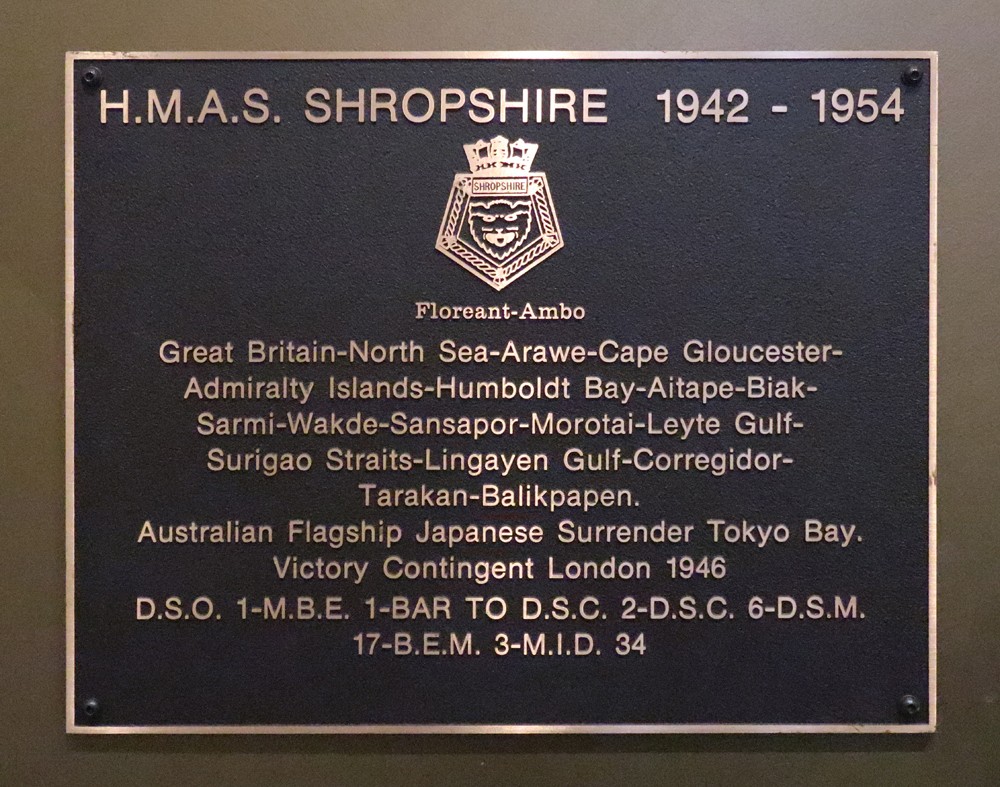 H.M.A.S. SHROPSHIRE 1942 - 1954
SHROPSHIRE
Floreant-Ambo
Great Britain-North Sea-Arawe-Cape Gloucester-
Admiralty Islands-Humboldt Bay-Aitape-Biak-
Sarmi-Wakde-Sansapor-Morotai-Leyte Gulf-
Surigao Straits-Lingayen Gulf-Corregidor-
Tarakan-Balikpapen.
Australian Flagship Japanese Surrender Tokyo Bay.
Victory Contingent London 1946
D.S.O. 1-M.B.E. 1-BAR TO D.S.C. 2-D.S.C. 6-D.S.M.
17-B.E.M. 3-M.I.D. 34